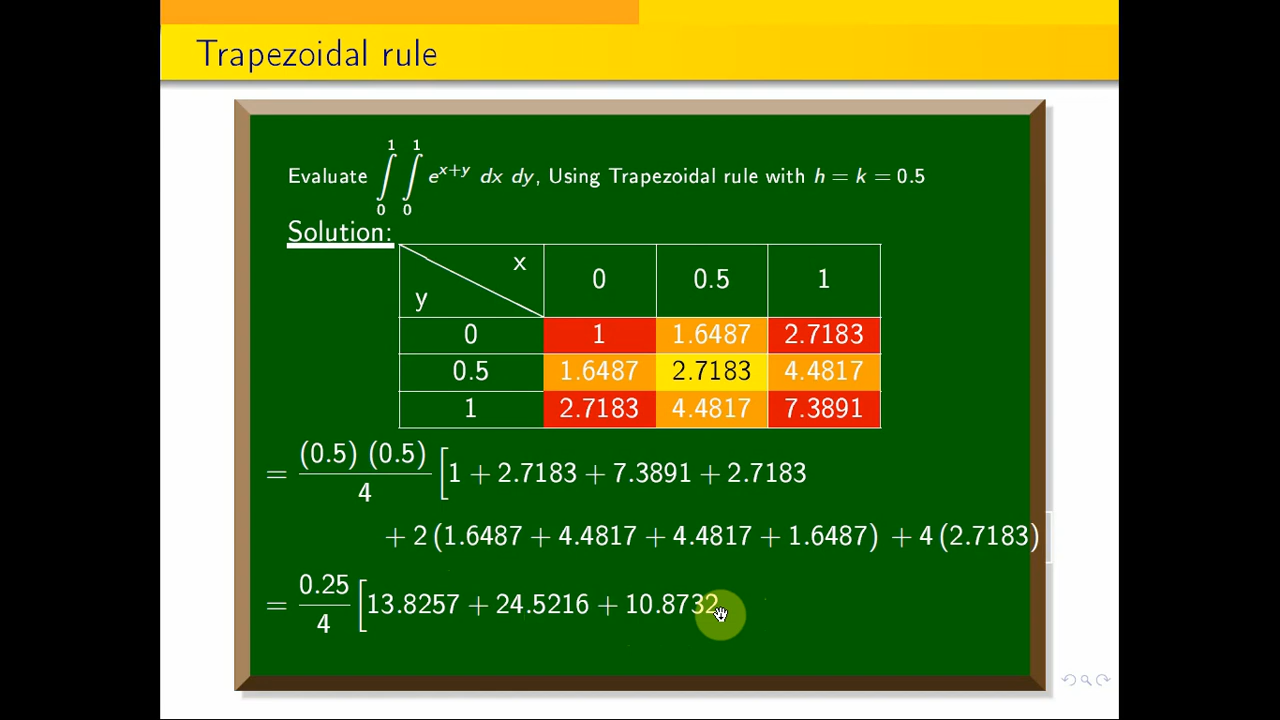 Trapezoidal rule
Evaluate ∫₀¹ ∫₀¹ e^{x+y} dx dy, Using Trapezoidal rule with h = k = 0.5
Solution:
x
y 0 0.5 1
0 1 1.6487 2.7183
0.5 1.6487 2.7183 4.4817
1 2.7183 4.4817 7.3891
= (0.5) (0.5) / 4 [1 + 2.7183 + 7.3891 + 2.7183
+ 2 (1.6487 + 4.4817 + 4.4817 + 1.6487) + 4 (2.7183)]
= 0.25 / 4 [13.8257 + 24.5216 + 10.8732